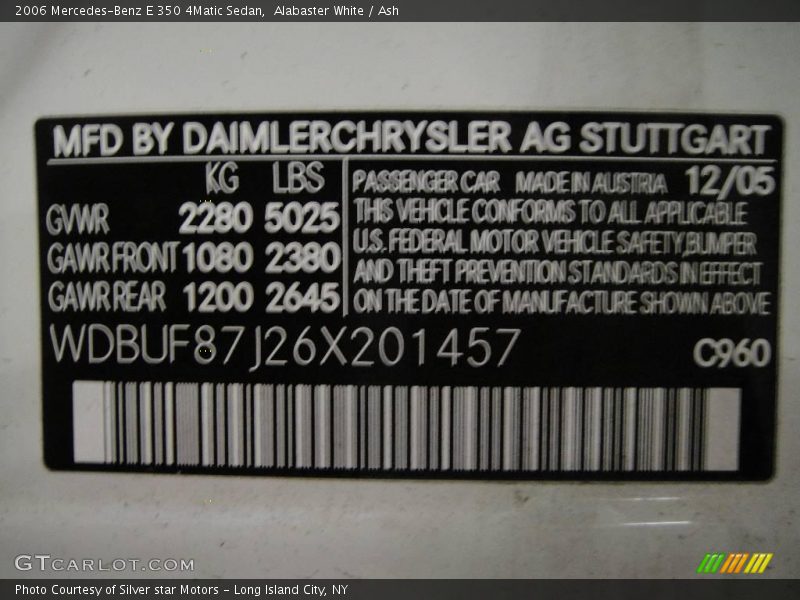 2006 Mercedes-Benz E 350 4Matic Sedan,  Alabaster White / Ash
MFD BY DAIMLERCHRYSLER AG STUTTGART
KG LBS
GVWR 2280 5025
GAWR FRONT 1080 2380
GAWR REAR 1200 2645
PASSENGER CAR MADE IN AUSTRIA 12/05
THIS VEHICLE CONFORMS TO ALL APPLICABLE
U.S. FEDERAL MOTOR VEHICLE SAFETY,BUMPER
AND THEFT PREVENTION STANDARDS IN EFFECT
ON THE DATE OF MANUFACTURE SHOWN ABOVE
WDBUF87J26X201457 C960
GTCARLOT.COM
Photo Courtesy of Silver star Motors - Long Island City, NY